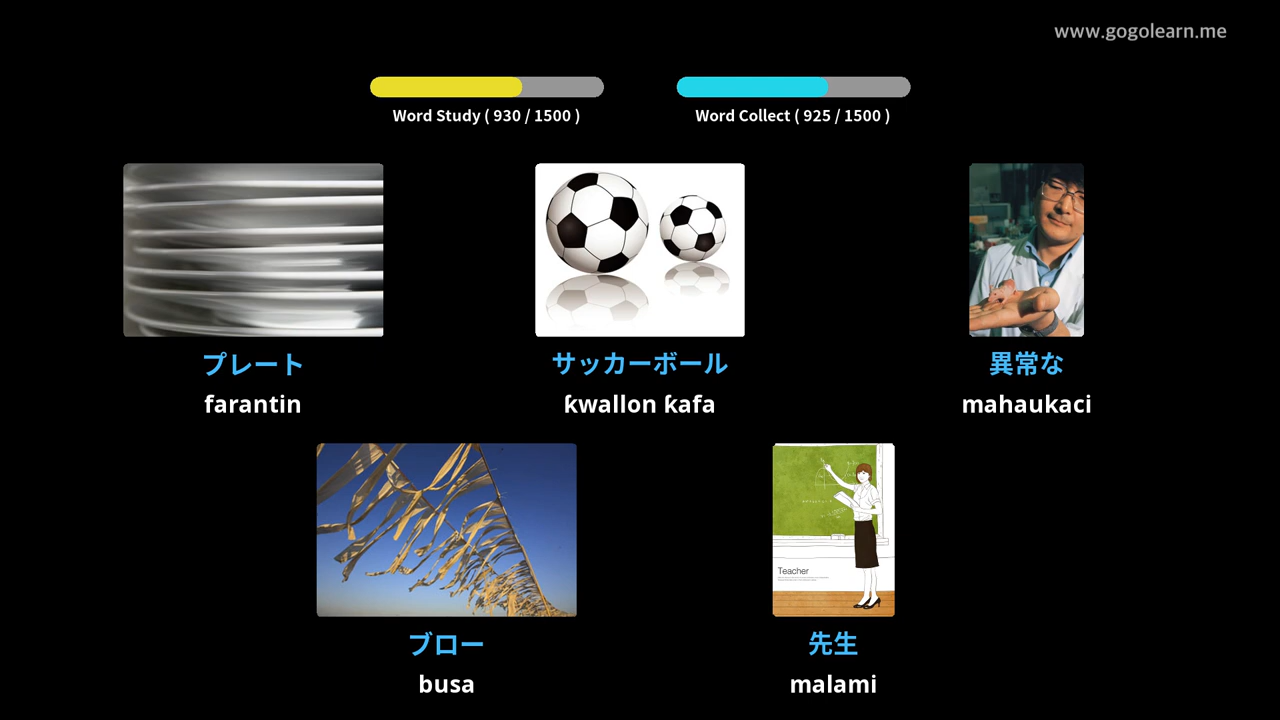 www.gogolearn.me
Word Study ( 930 / 1500 )
Word Collect ( 925 / 1500 )
プレート
farantin
サッカーボール
ƙwallon ƙafa
異常な
mahaukaci
ブロー
busa
Teacher
先生
malami